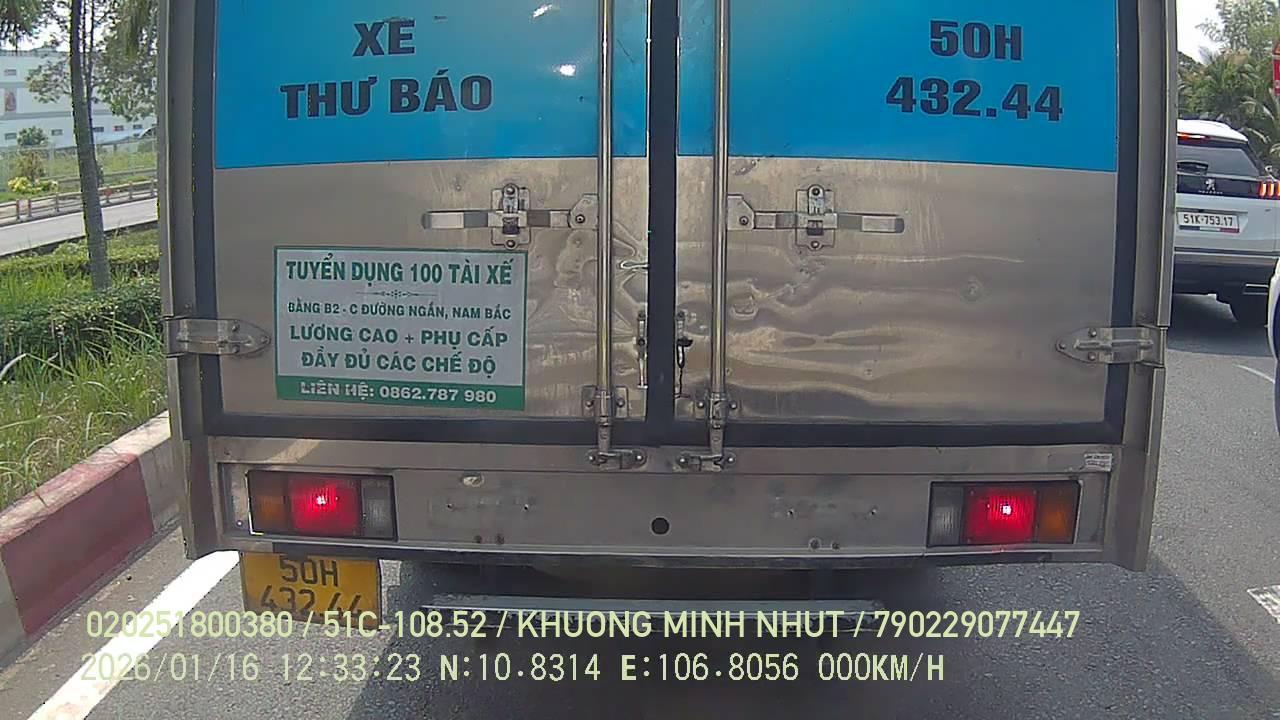 XE
THƯ BÁO
50H
432.44
51K-753.17
TUYỂN DỤNG 100 TÀI XẾ
BẰNG B2 - C ĐƯỜNG NGẮN, NAM BẮC
LƯƠNG CAO + PHỤ CẤP
ĐẦY ĐỦ CÁC CHẾ ĐỘ
LIÊN HỆ: 0862.787 980
50H
432.44
020251800380 / 51C-108.52 / KHUONG MINH NHUT / 790229077447
2026/01/16 12:33:23 N:10.8314 E:106.8056 000KM/H